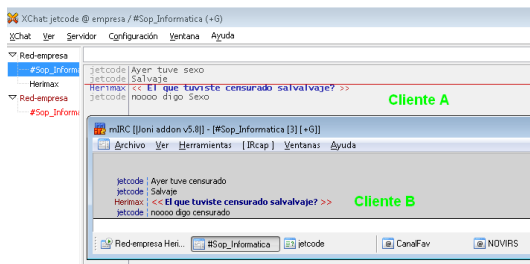 XChat: jetcode @ empresa / #Sop_Informatica (+G)
XChat Ver Servidor Configuración Ventana Ayuda
Red-empresa
#Sop_Informa
Herimax
Red-empresa
#Sop_Informa
jetcode Ayer tuve sexo
jetcode Salvaje
Herimax << El que tuviste censurado salvalvaje? >>
jetcode noooo digo Sexo
Cliente A
mIRC [[Joni addon v5.8]] - [#Sop_Informatica [3] [+G]]
Archivo Ver Herramientas [IRcap] Ventanas Ayuda
jetcode Ayer tuve censurado
jetcode Salvaje
Herimax << El que tuviste censurado salvalvaje? >>
jetcode noooo digo censurado
Cliente B
Red-empresa Heri... #Sop_Informatica jetcode CanalFav NOVIRS